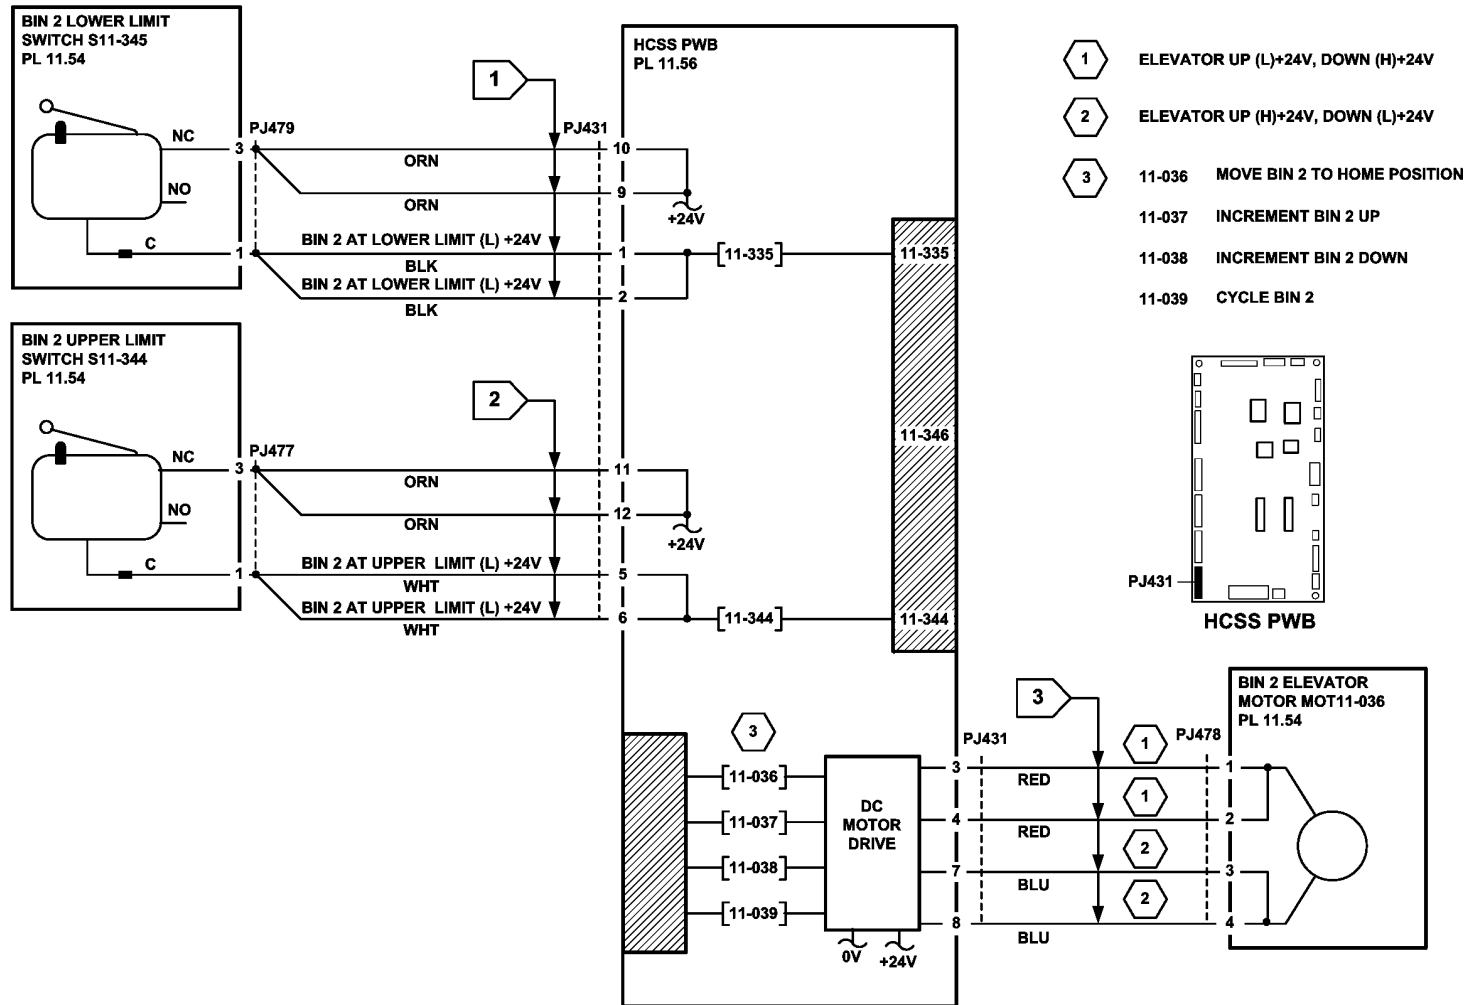 BIN 2 LOWER LIMIT
SWITCH S11-345
PL 11.54
NC
NO
C
3
1
PJ479
1
PJ431
ORN
ORN
BIN 2 AT LOWER LIMIT (L) +24V
BLK
BIN 2 AT LOWER LIMIT (L) +24V
BLK
HCSS PWB
PL 11.56
10
9
+24V
1
2
[11-335]
11-335
BIN 2 UPPER LIMIT
SWITCH S11-344
PL 11.54
NC
NO
C
3
1
PJ477
2
ORN
ORN
BIN 2 AT UPPER LIMIT (L) +24V
WHT
BIN 2 AT UPPER LIMIT (L) +24V
WHT
11
12
+24V
5
6
[11-344]
11-346
11-344
1 ELEVATOR UP (L)+24V, DOWN (H)+24V
2 ELEVATOR UP (H)+24V, DOWN (L)+24V
3 11-036 MOVE BIN 2 TO HOME POSITION
11-037 INCREMENT BIN 2 UP
11-038 INCREMENT BIN 2 DOWN
11-039 CYCLE BIN 2
PJ431
HCSS PWB
3
[11-036]
[11-037]
[11-038]
[11-039]
DC
MOTOR
DRIVE
0V
+24V
3
4
7
8
PJ431
3
RED
RED
BLU
BLU
1
1
2
2
PJ478
1
2
3
4
BIN 2 ELEVATOR
MOTOR MOT11-036
PL 11.54